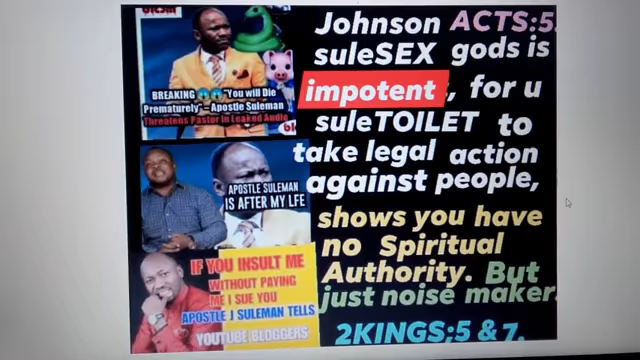 BREAKING "You will Die
Prematurely" - Apostle Suleman
Threatens Pastor in Leaked Audio
APOSTLE SULEMAN
IS AFTER MY LFE
IF YOU INSULT ME
WITHOUT PAYING
ME I SUE YOU
APOSTLE J SULEMAN TELLS
YOUTUBE BLOGGERS
Johnson ACTS:5
suleSEX gods is
impotent, for u
suleTOILET to
take legal action
against people,
shows you have
no Spiritual
Authority. But
just noise maker.
2KINGS:5 & 7.